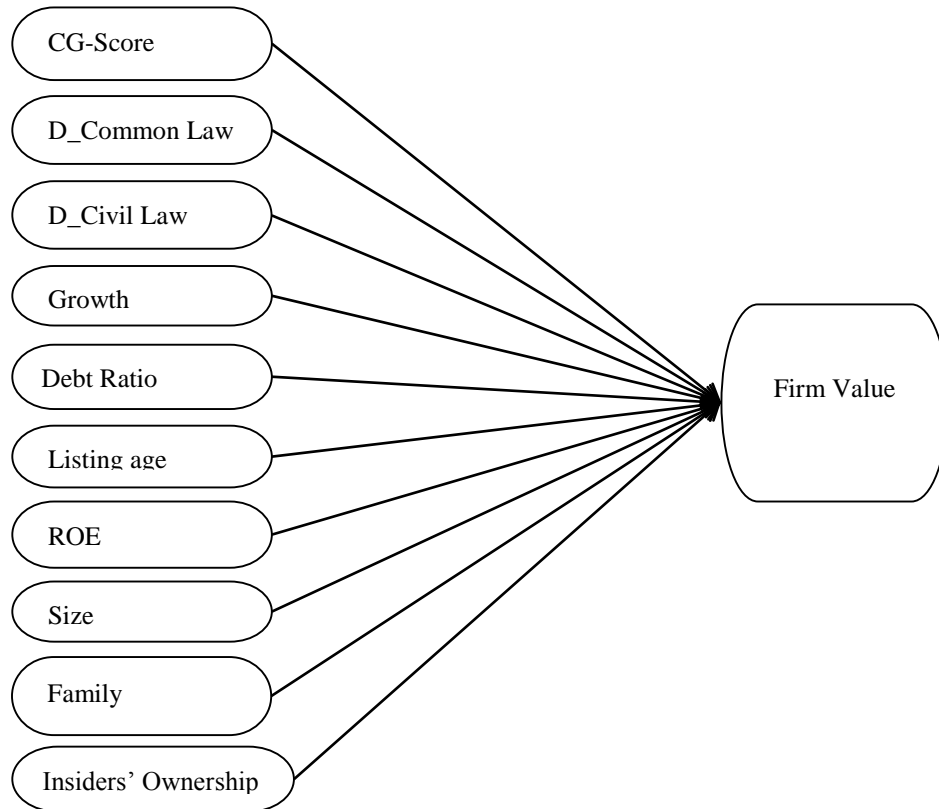 CG-Score
D_Common Law
D_Civil Law
Growth
Debt Ratio
Listing age
ROE
Size
Family
Insiders’ Ownership
Firm Value